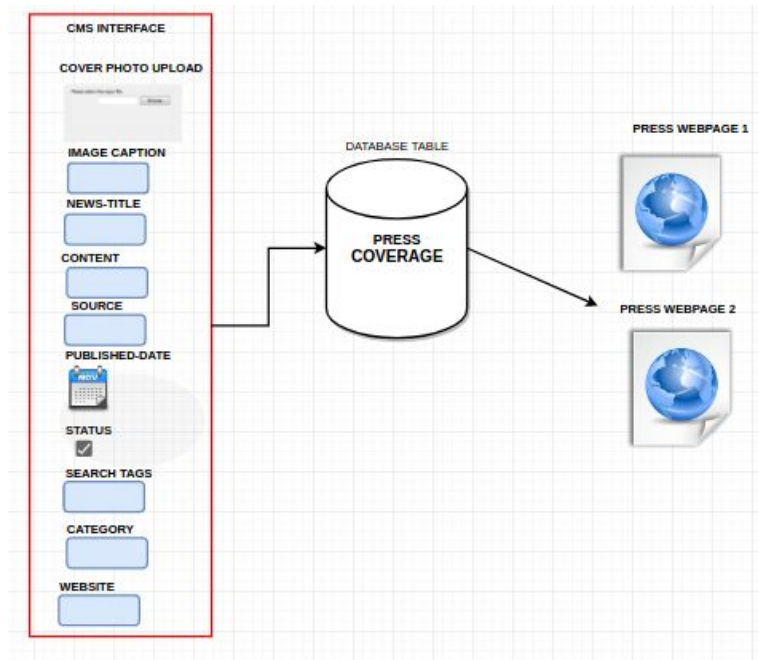 CMS INTERFACE
COVER PHOTO UPLOAD
IMAGE CAPTION
NEWS-TITLE
CONTENT
SOURCE
PUBLISHED-DATE
NOV
STATUS
SEARCH TAGS
CATEGORY
WEBSITE
DATABASE TABLE
PRESS
COVERAGE
PRESS WEBPAGE 1
PRESS WEBPAGE 2